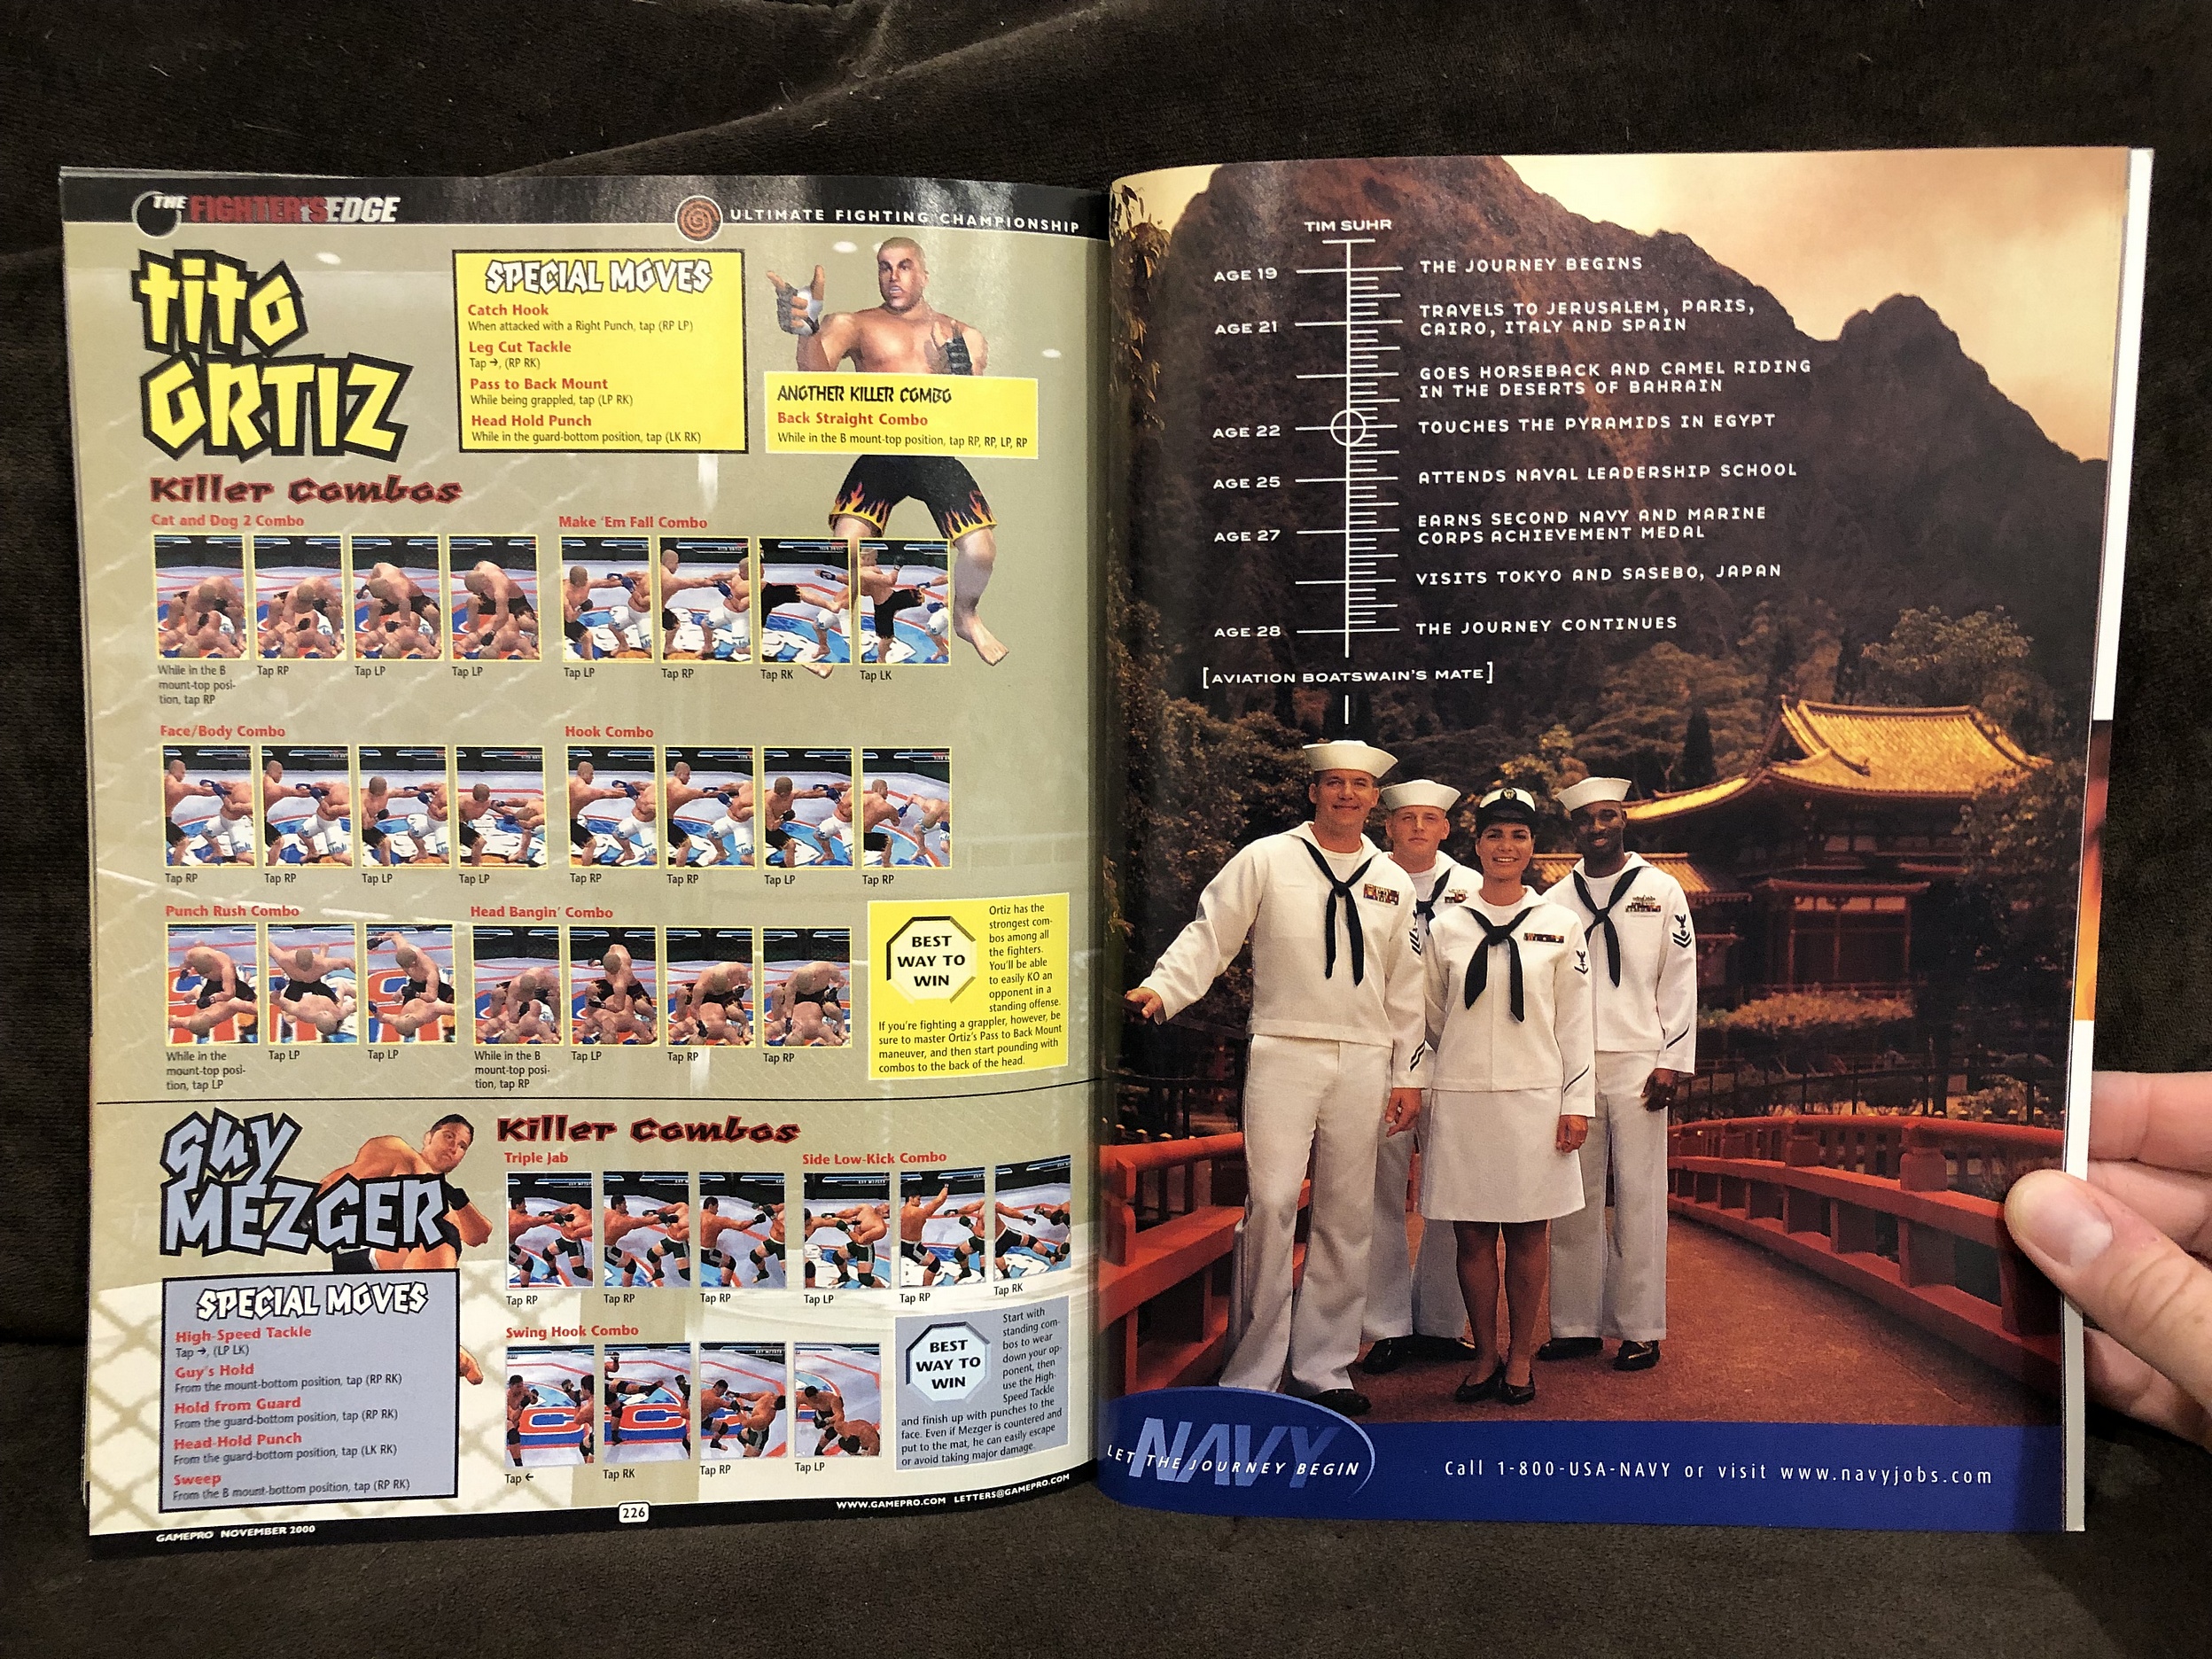 THE FIGHTER'S EDGE
ULTIMATE FIGHTING CHAMPIONSHIP
tito
ORTIZ
SPECIAL MOVES
Catch Hook
When attacked with a Right Punch, tap (RP LP)
Leg Cut Tackle
Tap →, (RP RK)
Pass to Back Mount
While being grappled, tap (LP RK)
Head Hold Punch
While in the guard-bottom position, tap (LK RK)
ANOTHER KILLER COMBO
Back Straight Combo
While in the B mount-top position, tap RP, RP, LP, RP
Killer Combos
Cat and Dog 2 Combo
While in the B
mount-top posi-
tion, tap RP
Tap RP
Tap LP
Tap LP
Make 'Em Fall Combo
Tap LP
Tap RP
Tap RK
Tap LK
Face/Body Combo
Tap RP
Tap RP
Tap LP
Tap LP
Hook Combo
Tap RP
Tap RP
Tap LP
Tap RP
Punch Rush Combo
While in the
mount-top posi-
tion, tap LP
Tap LP
Tap LP
Head Bangin' Combo
While in the B
mount-top posi-
tion, tap RP
Tap LP
Tap RP
Tap RP
BEST
WAY TO
WIN
Ortiz has the
strongest com-
bos among all
the fighters.
You'll be able
to easily KO an
opponent in a
standing offense.
If you're fighting a grappler, however, be
sure to master Ortiz's Pass to Back Mount
maneuver, and then start pounding with
combos to the back of the head.
Guy
MEZGER
SPECIAL MOVES
High-Speed Tackle
Tap →, (LP LK)
Guy's Hold
From the mount-bottom position, tap (RP RK)
Hold from Guard
From the guard-bottom position, tap (RP RK)
Head-Hold Punch
From the guard-bottom position, tap (LK RK)
Sweep
From the B mount-bottom position, tap (RP RK)
Killer Combos
Triple Jab
Tap RP
Tap RP
Tap RP
Side Low-Kick Combo
Tap LP
Tap RP
Tap RK
Swing Hook Combo
Tap ←
Tap RK
Tap RP
Tap LP
BEST
WAY TO
WIN
Start with
standing com-
bos to wear
down your op-
ponent, then
use the High-
Speed Tackle
and finish up with punches to the
face. Even if Mezger is countered and
put to the mat, he can easily escape
or avoid taking major damage.
GAMEPRO NOVEMBER 2000
226
WWW.GAMEPRO.COM LETTERS@GAMEPRO.COM
TIM SUHR
AGE 19 THE JOURNEY BEGINS
AGE 21 TRAVELS TO JERUSALEM, PARIS,
CAIRO, ITALY AND SPAIN
GOES HORSEBACK AND CAMEL RIDING
IN THE DESERTS OF BAHRAIN
AGE 22 TOUCHES THE PYRAMIDS IN EGYPT
AGE 25 ATTENDS NAVAL LEADERSHIP SCHOOL
AGE 27 EARNS SECOND NAVY AND MARINE
CORPS ACHIEVEMENT MEDAL
VISITS TOKYO AND SASEBO, JAPAN
AGE 28 THE JOURNEY CONTINUES
[AVIATION BOATSWAIN'S MATE]
NAVY
LET THE JOURNEY BEGIN
Call 1-800-USA-NAVY or visit www.navyjobs.com